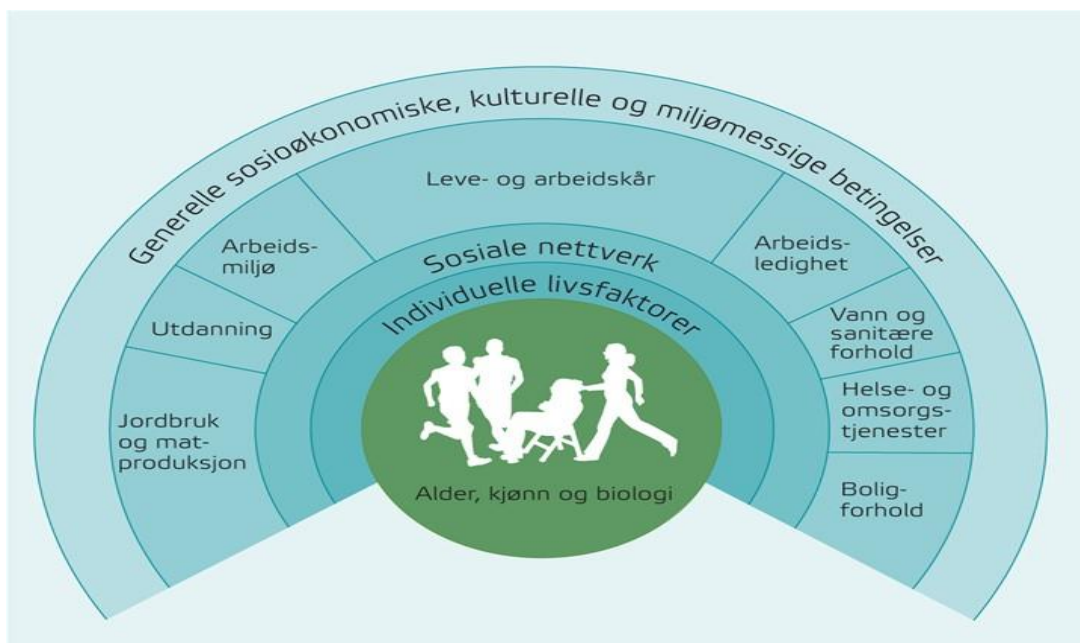 Generelle sosioøkonomiske, kulturelle og miljømessige betingelser
Leve- og arbeidskår
Arbeids-
miljø
Utdanning
Jordbruk
og mat-
produksjon
Arbeids-
ledighet
Vann og
sanitære
forhold
Helse- og
omsorgs-
tjenester
Bolig-
forhold
Sosiale nettverk
Individuelle livsfaktorer
Alder, kjønn og biologi